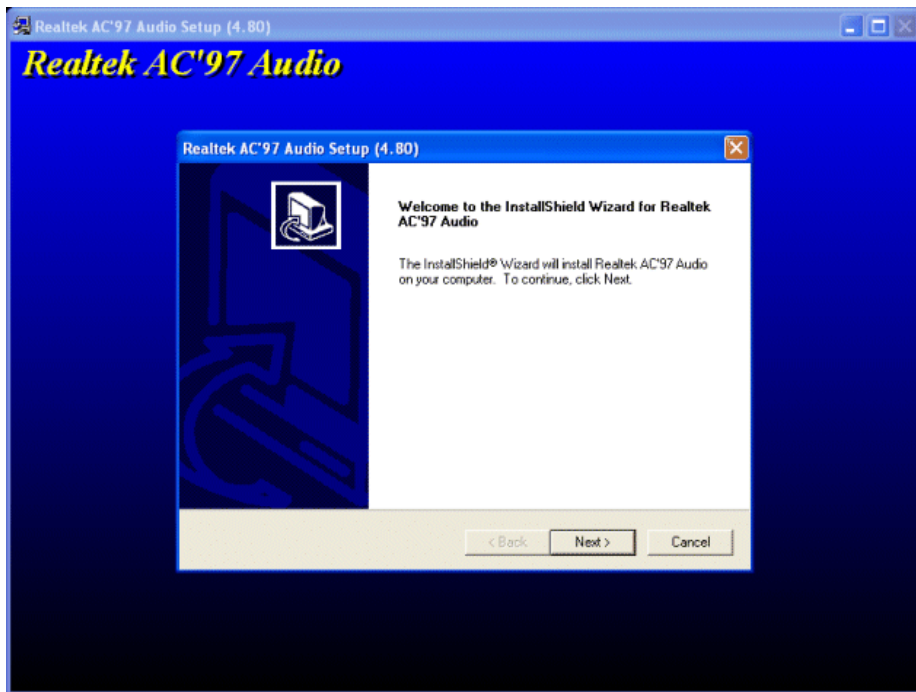 Realtek AC'97 Audio Setup (4.80)
Realtek AC'97 Audio
Realtek AC'97 Audio Setup (4.80)
Welcome to the InstallShield Wizard for Realtek
AC'97 Audio
The InstallShield® Wizard will install Realtek AC'97 Audio
on your computer. To continue, click Next.
< Back Next > Cancel